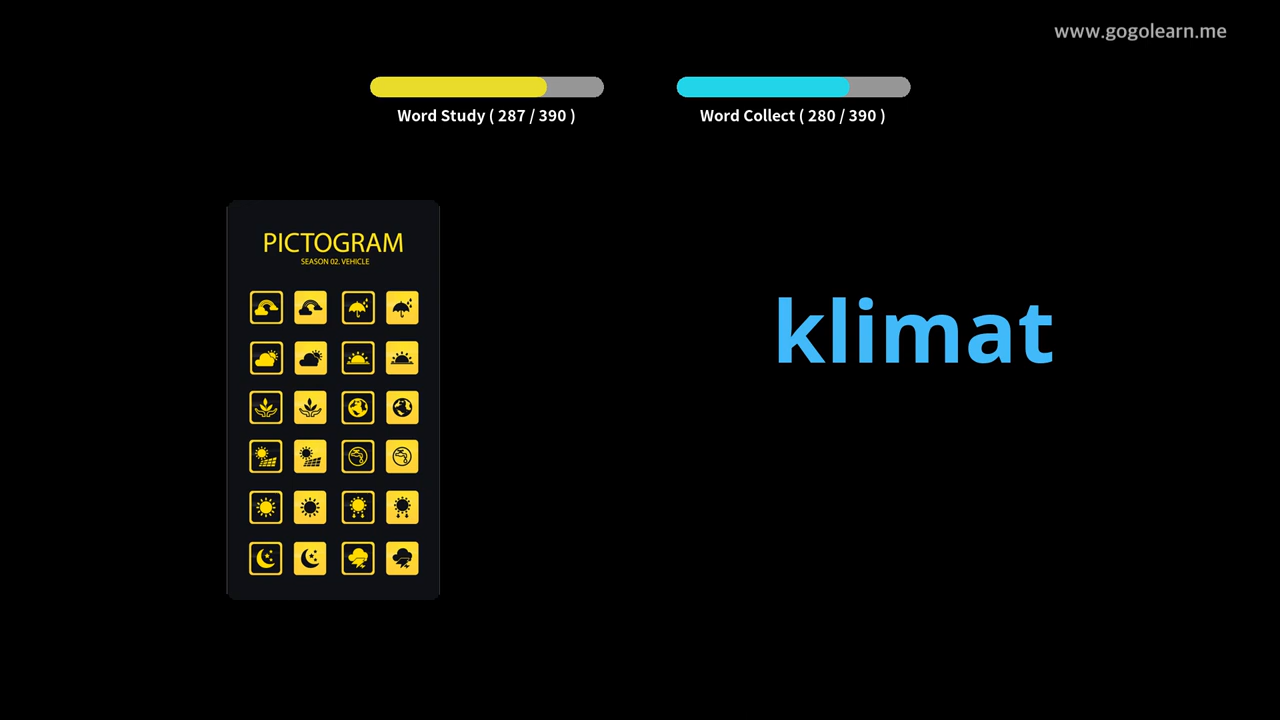 www.gogolearn.me
Word Study ( 287 / 390 )
Word Collect ( 280 / 390 )
PICTOGRAM
SEASON 02. VEHICLE
klimat